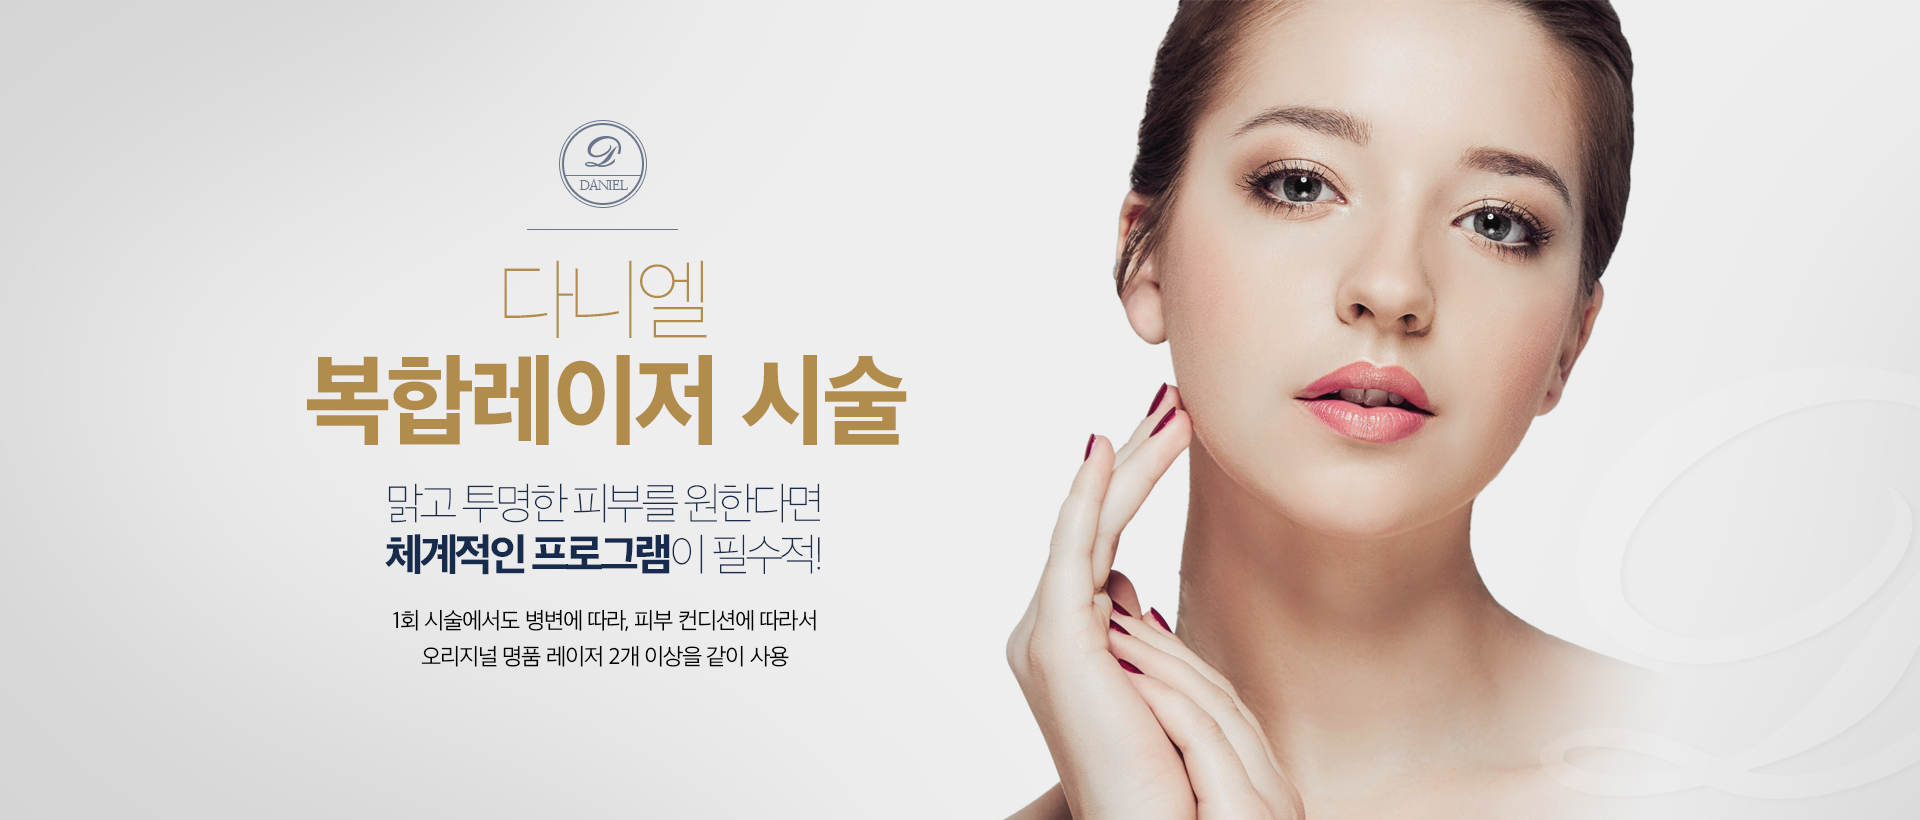 D
DANIEL
다니엘
복합레이저 시술
맑고 투명한 피부를 원한다면
체계적인 프로그램이 필수적!
1회 시술에서도 병변에 따라, 피부 컨디션에 따라서
오리지널 명품 레이저 2개 이상을 같이 사용